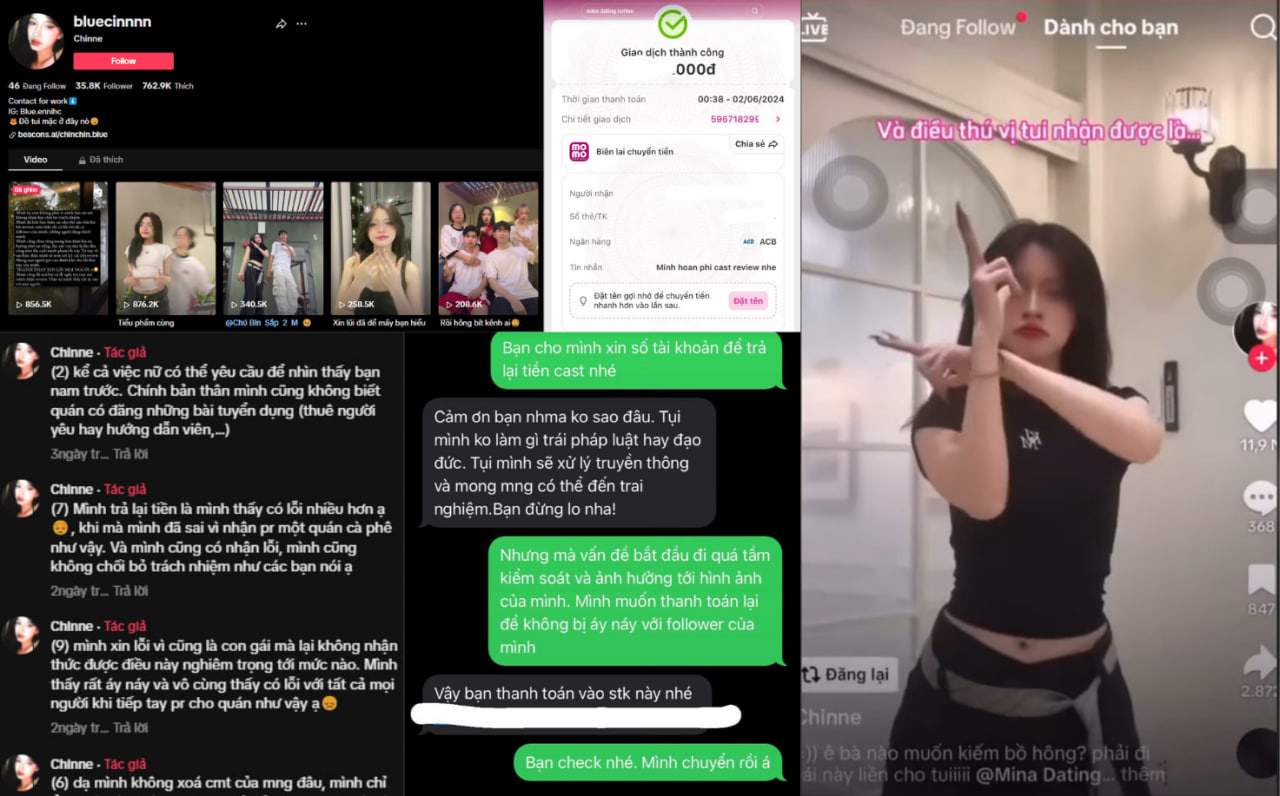 bluecinnnn
Chinne
Follow
46 Đang Follow 35.8K Follower 762.9K Thích
Contact for work
IG: Blue.ennihc
Đồ tui mặc ở đây nò
beacons.ai/chinchin.blue
Video Đã thích
Đã ghim
856.5K
876.2K
340.5K
258.5K
208.6K
Tiểu phẩm cùng
@Chú Bin Sắp 2 M
Xin lũi đã để mấy bạn hiểu
Rồi hông bít kênh ai
mina dating coffee
Giao dịch thành công
.000đ
Thời gian thanh toán 00:38 - 02/06/2024
Chi tiết giao dịch 59671829
Chia sẻ
mo
mo
Biên lai chuyển tiền
Người nhận
Số thẻ/TK
Ngân hàng ACB ACB
Tin nhắn Minh hoan phi cast review nhe
Đặt tên gợi nhớ để chuyển tiền
nhanh hơn vào lần sau.
Đặt tên
Chinne · Tác giả
(2) kể cả việc nữ có thể yêu cầu để nhìn thấy bạn
nam trước. Chính bản thân mình cũng không biết
quán có đăng những bài tuyển dụng (thuê người
yêu hay hướng dẫn viên,...)
3ngày tr... Trả lời
Chinne · Tác giả
(7) Mình trả lại tiền là mình thấy có lỗi nhiều hơn ạ
, khi mà mình đã sai vì nhận pr một quán cà phê
như vậy. Và mình cũng có nhận lỗi, mình cũng
không chối bỏ trách nhiệm như các bạn nói ạ
2ngày tr... Trả lời
Chinne · Tác giả
(9) mình xin lỗi vì cũng là con gái mà lại không nhận
thức được điều này nghiêm trọng tới mức nào. Mình
thấy rất áy náy và vô cùng thấy có lỗi với tất cả mọi
người khi tiếp tay pr cho quán như vậy ạ
2ngày tr... Trả lời
Chinne · Tác giả
(6) dạ mình không xoá cmt của mng đâu, mình chỉ
Bạn cho mình xin số tài khoản để trả
lại tiền cast nhé
Cảm ơn bạn nhma ko sao đâu. Tụi
mình ko làm gì trái pháp luật hay đạo
đức. Tụi mình sẽ xử lý truyền thông
và mong mng có thể đến trai
nghiệm.Bạn đừng lo nha!
Nhưng mà vấn đề bắt đầu đi quá tầm
kiểm soát và ảnh hưởng tới hình ảnh
của mình. Mình muốn thanh toán lại
để không bị áy náy với follower của
mình
Vậy bạn thanh toán vào stk này nhé
Bạn check nhé. Mình chuyển rồi á
LIVE
Đang Follow Dành cho bạn
Và điều thú vị tui nhận được là...
11,9
368
847
2.872
Đăng lại
Chinne
:)) ê bà nào muốn kiếm bồ hông? phải đi
ái này liền cho tuiiiii @Mina Dating... thêm